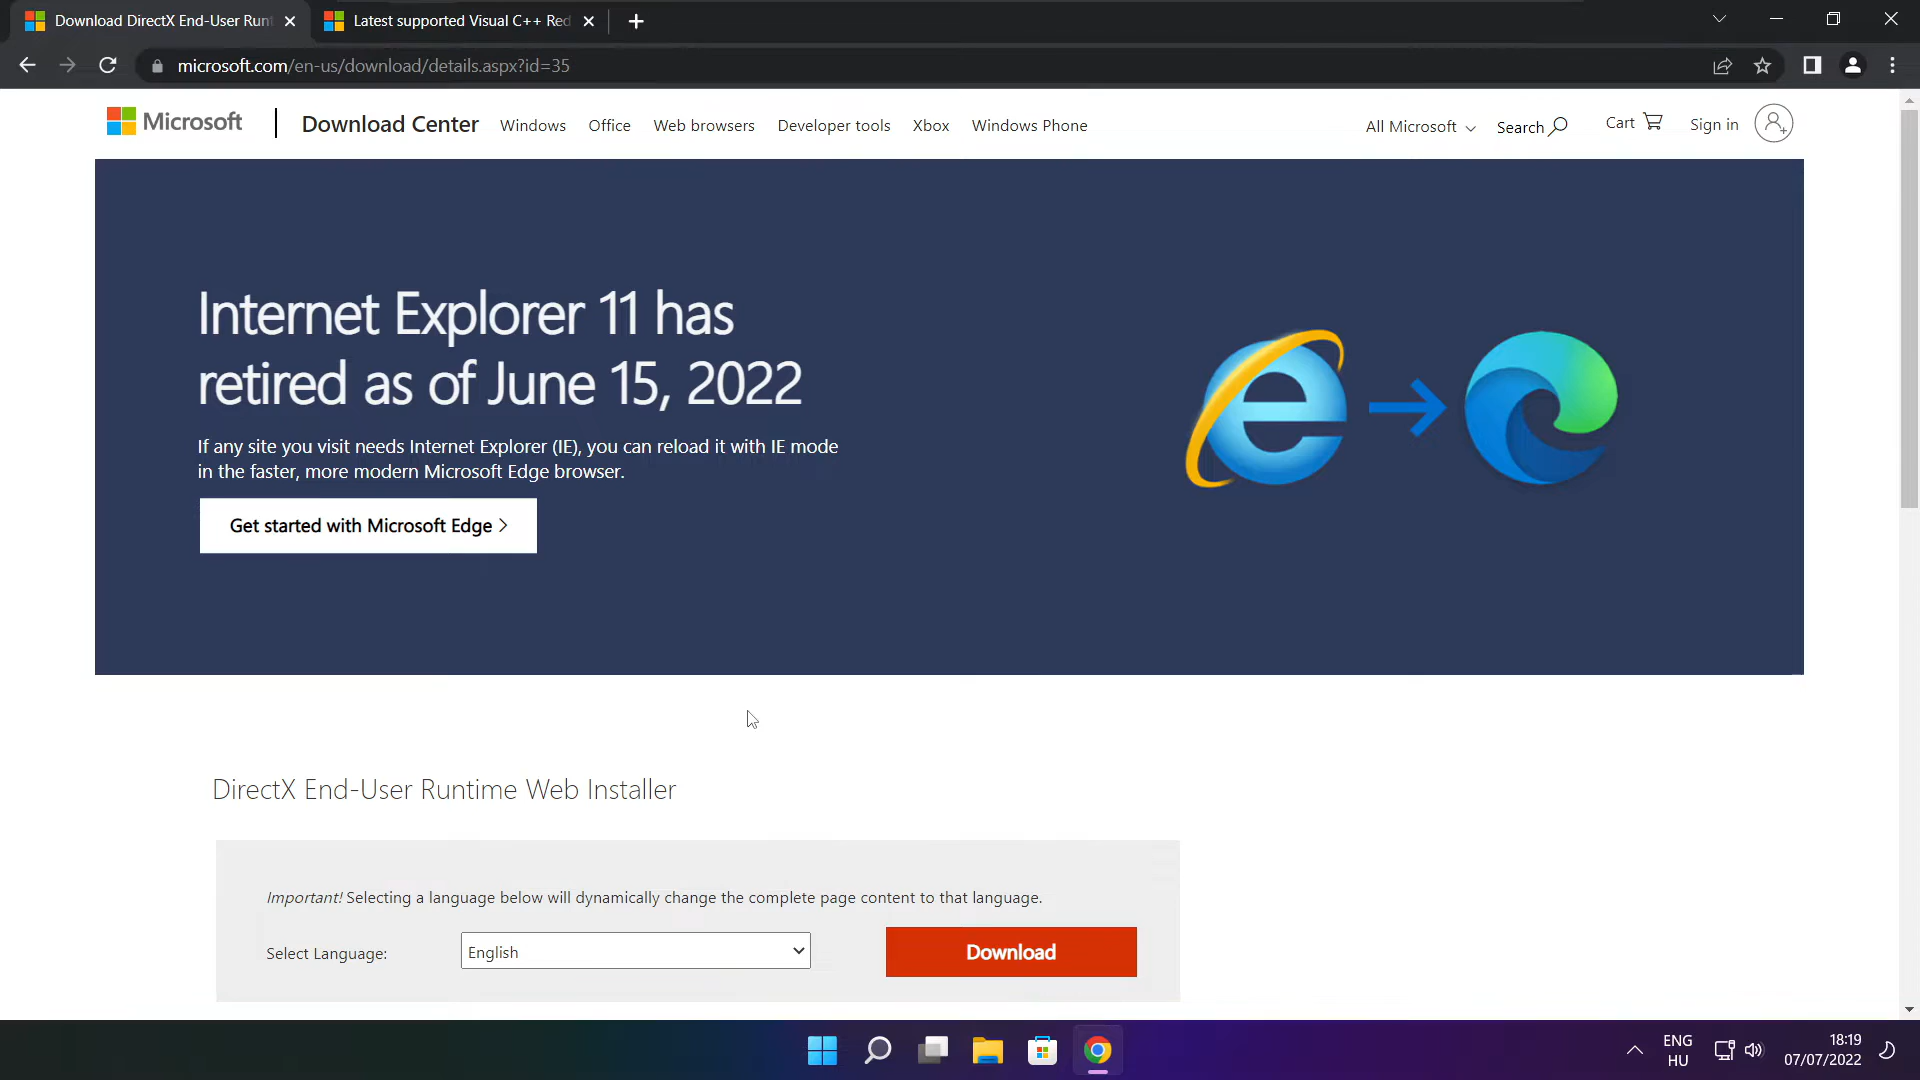 Download DirectX End-User Runt
Latest supported Visual C++ Red
microsoft.com/en-us/download/details.aspx?id=35
Microsoft
Download Center
Windows
Office
Web browsers
Developer tools
Xbox
Windows Phone
All Microsoft
Search
Cart
Sign in
Internet Explorer 11 has
retired as of June 15, 2022
If any site you visit needs Internet Explorer (IE), you can reload it with IE mode
in the faster, more modern Microsoft Edge browser.
Get started with Microsoft Edge >
DirectX End-User Runtime Web Installer
Important! Selecting a language below will dynamically change the complete page content to that language.
Select Language:
English
Download
ENG
HU
18:19
07/07/2022